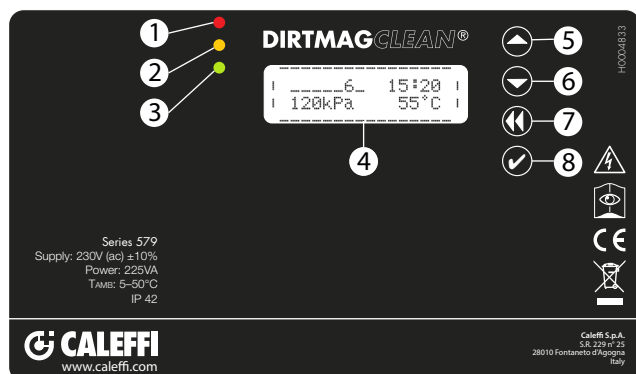 1
2
3
DIRTMAGCLEAN®
_____6_ 15:20
120kPa 55°C
4
5
6
7
8
H0004833
Series 579
Supply: 230V (ac) ±10%
Power: 225VA
TAMB: 5–50°C
IP 42
CE
CALEFFI
www.caleffi.com
Caleffi S.p.A.
S.R. 229 n° 25
28010 Fontaneto d'Agogna
Italy